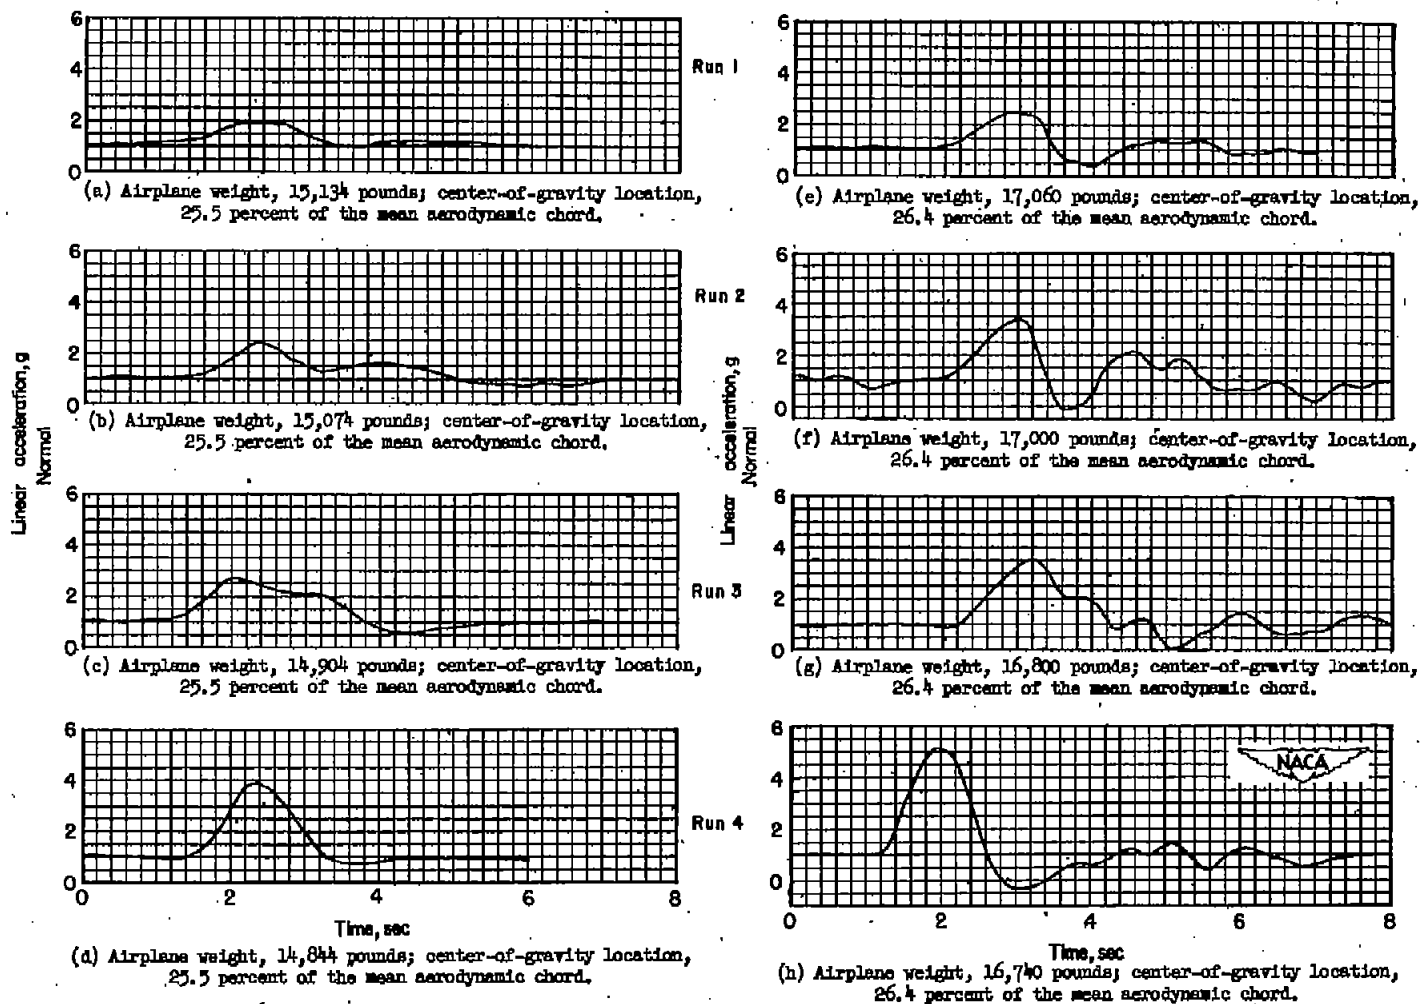 6
4
2
0
Run 1
(a) Airplane weight, 15,134 pounds; center-of-gravity location,
25.5 percent of the mean aerodynamic chord.
6
4
2
0
Run 2
(b) Airplane weight, 15,074 pounds; center-of-gravity location,
25.5 percent of the mean aerodynamic chord.
Linear acceleration, g
Normal
6
4
2
0
Run 3
(c) Airplane weight, 14,904 pounds; center-of-gravity location,
25.5 percent of the mean aerodynamic chord.
6
4
2
0
Run 4
0 2 4 6 8
Time, sec
(d) Airplane weight, 14,844 pounds; center-of-gravity location,
25.5 percent of the mean aerodynamic chord.
6
4
2
0
(e) Airplane weight, 17,060 pounds; center-of-gravity location,
26.4 percent of the mean aerodynamic chord.
6
4
2
0
(f) Airplane weight, 17,000 pounds; center-of-gravity location,
26.4 percent of the mean aerodynamic chord.
Linear acceleration, g
Normal
6
4
2
0
(g) Airplane weight, 16,800 pounds; center-of-gravity location,
26.4 percent of the mean aerodynamic chord.
6
4
2
0
NACA
0 2 4 6 8
Time, sec
(h) Airplane weight, 16,740 pounds; center-of-gravity location,
26.4 percent of the mean aerodynamic chord.